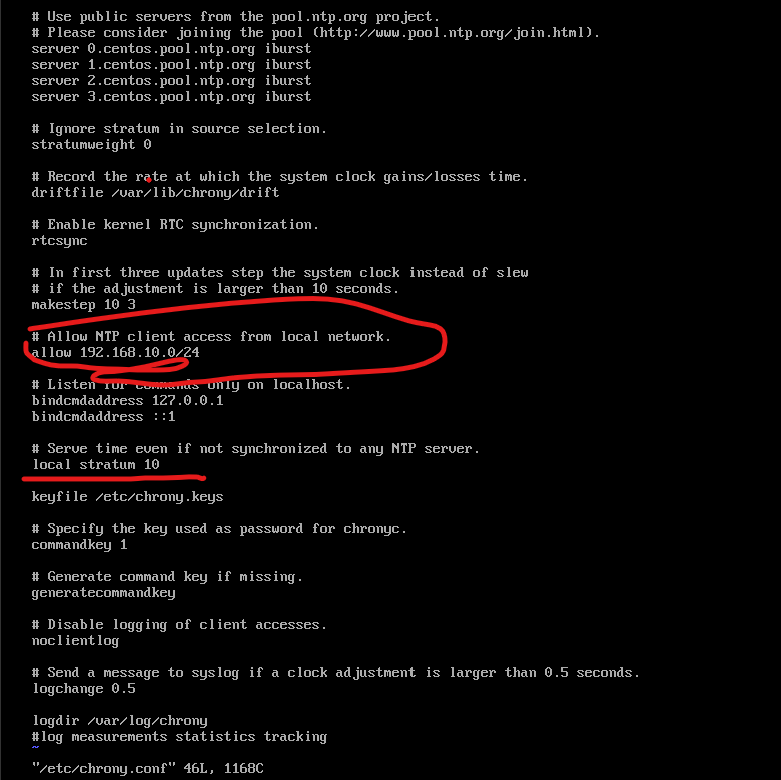 # Use public servers from the pool.ntp.org project.
# Please consider joining the pool (http://www.pool.ntp.org/join.html).
server 0.centos.pool.ntp.org iburst
server 1.centos.pool.ntp.org iburst
server 2.centos.pool.ntp.org iburst
server 3.centos.pool.ntp.org iburst
# Ignore stratum in source selection.
stratumweight 0
# Record the rate at which the system clock gains/losses time.
driftfile /var/lib/chrony/drift
# Enable kernel RTC synchronization.
rtcsync
# In first three updates step the system clock instead of slew
# if the adjustment is larger than 10 seconds.
makestep 10 3
# Allow NTP client access from local network.
allow 192.168.10.0/24
# Listen for commands only on localhost.
bindcmdaddress 127.0.0.1
bindcmdaddress ::1
# Serve time even if not synchronized to any NTP server.
local stratum 10
keyfile /etc/chrony.keys
# Specify the key used as password for chronyc.
commandkey 1
# Generate command key if missing.
generatecommandkey
# Disable logging of client accesses.
noclientlog
# Send a message to syslog if a clock adjustment is larger than 0.5 seconds.
logchange 0.5
logdir /var/log/chrony
#log measurements statistics tracking
~
"/etc/chrony.conf" 46L, 1168C